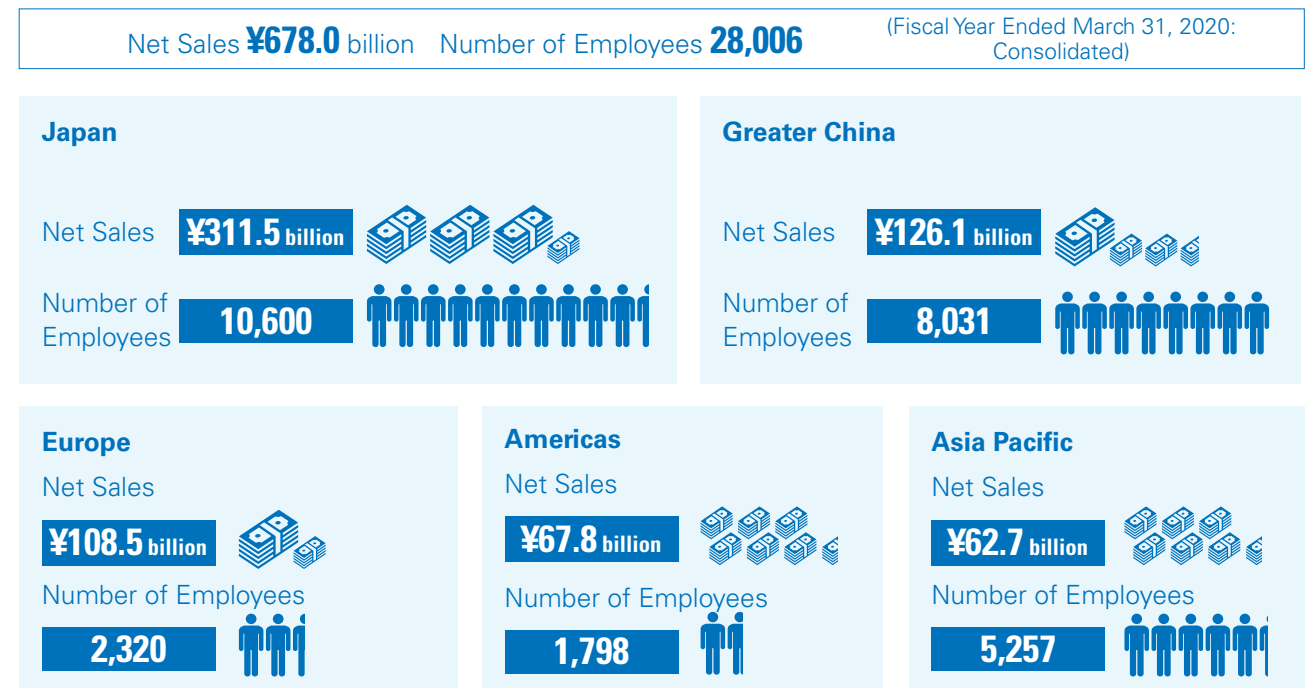 Net Sales ¥678.0 billion Number of Employees 28,006
(Fiscal Year Ended March 31, 2020:
Consolidated)
Japan
Net Sales ¥311.5 billion
Number of
Employees
10,600
Greater China
Net Sales ¥126.1 billion
Number of
Employees
8,031
Europe
Net Sales
¥108.5 billion
Number of Employees
2,320
Americas
Net Sales
¥67.8 billion
Number of Employees
1,798
Asia Pacific
Net Sales
¥62.7 billion
Number of Employees
5,257